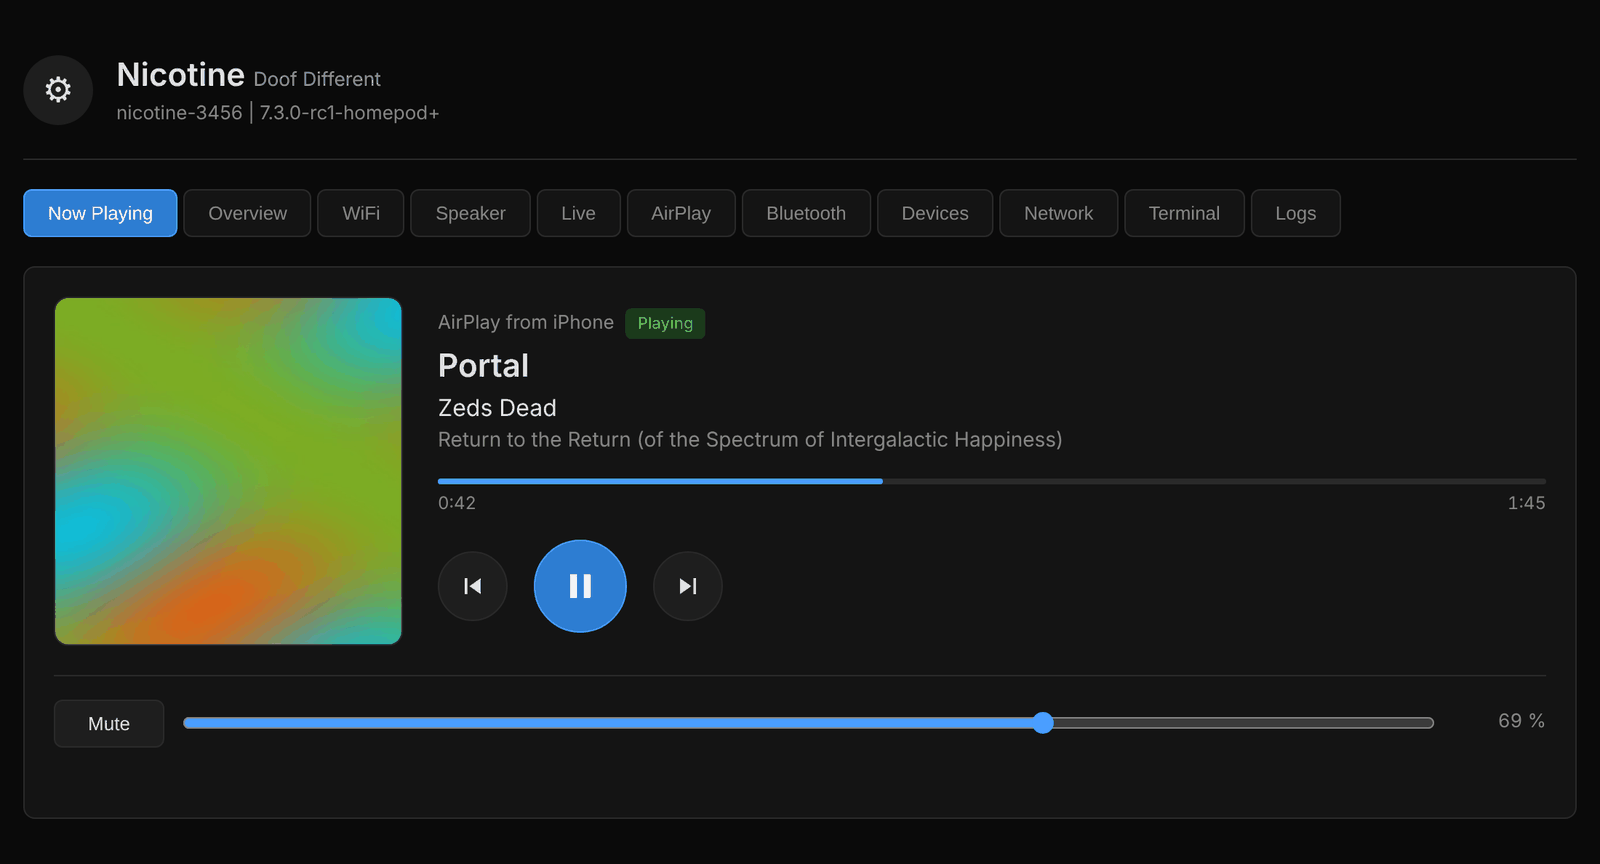 Nicotine Doof Different
nicotine-3456 | 7.3.0-rc1-homepod+
Now Playing Overview WiFi Speaker Live AirPlay Bluetooth Devices Network Terminal Logs
AirPlay from iPhone Playing
Portal
Zeds Dead
Return to the Return (of the Spectrum of Intergalactic Happiness)
0:42 1:45
Mute 69 %